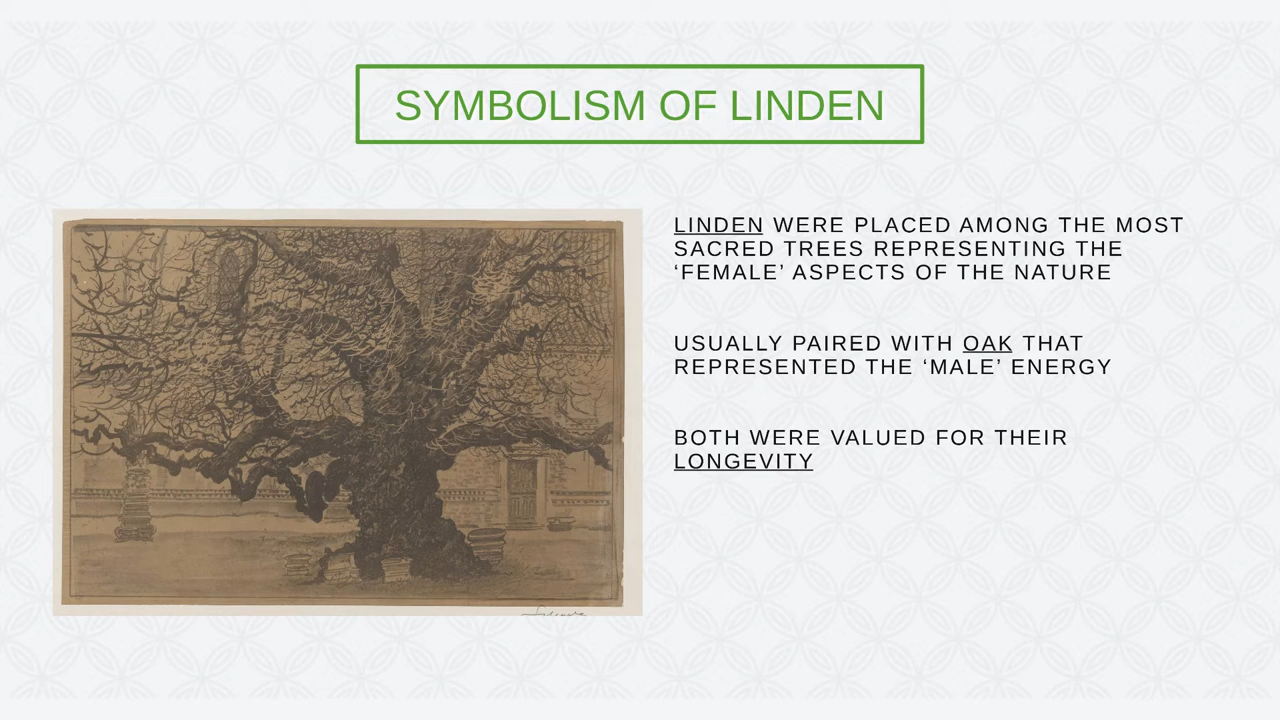 SYMBOLISM OF LINDEN
LINDEN WERE PLACED AMONG THE MOST
SACRED TREES REPRESENTING THE
‘FEMALE’ ASPECTS OF THE NATURE
USUALLY PAIRED WITH OAK THAT
REPRESENTED THE ‘MALE’ ENERGY
BOTH WERE VALUED FOR THEIR
LONGEVITY